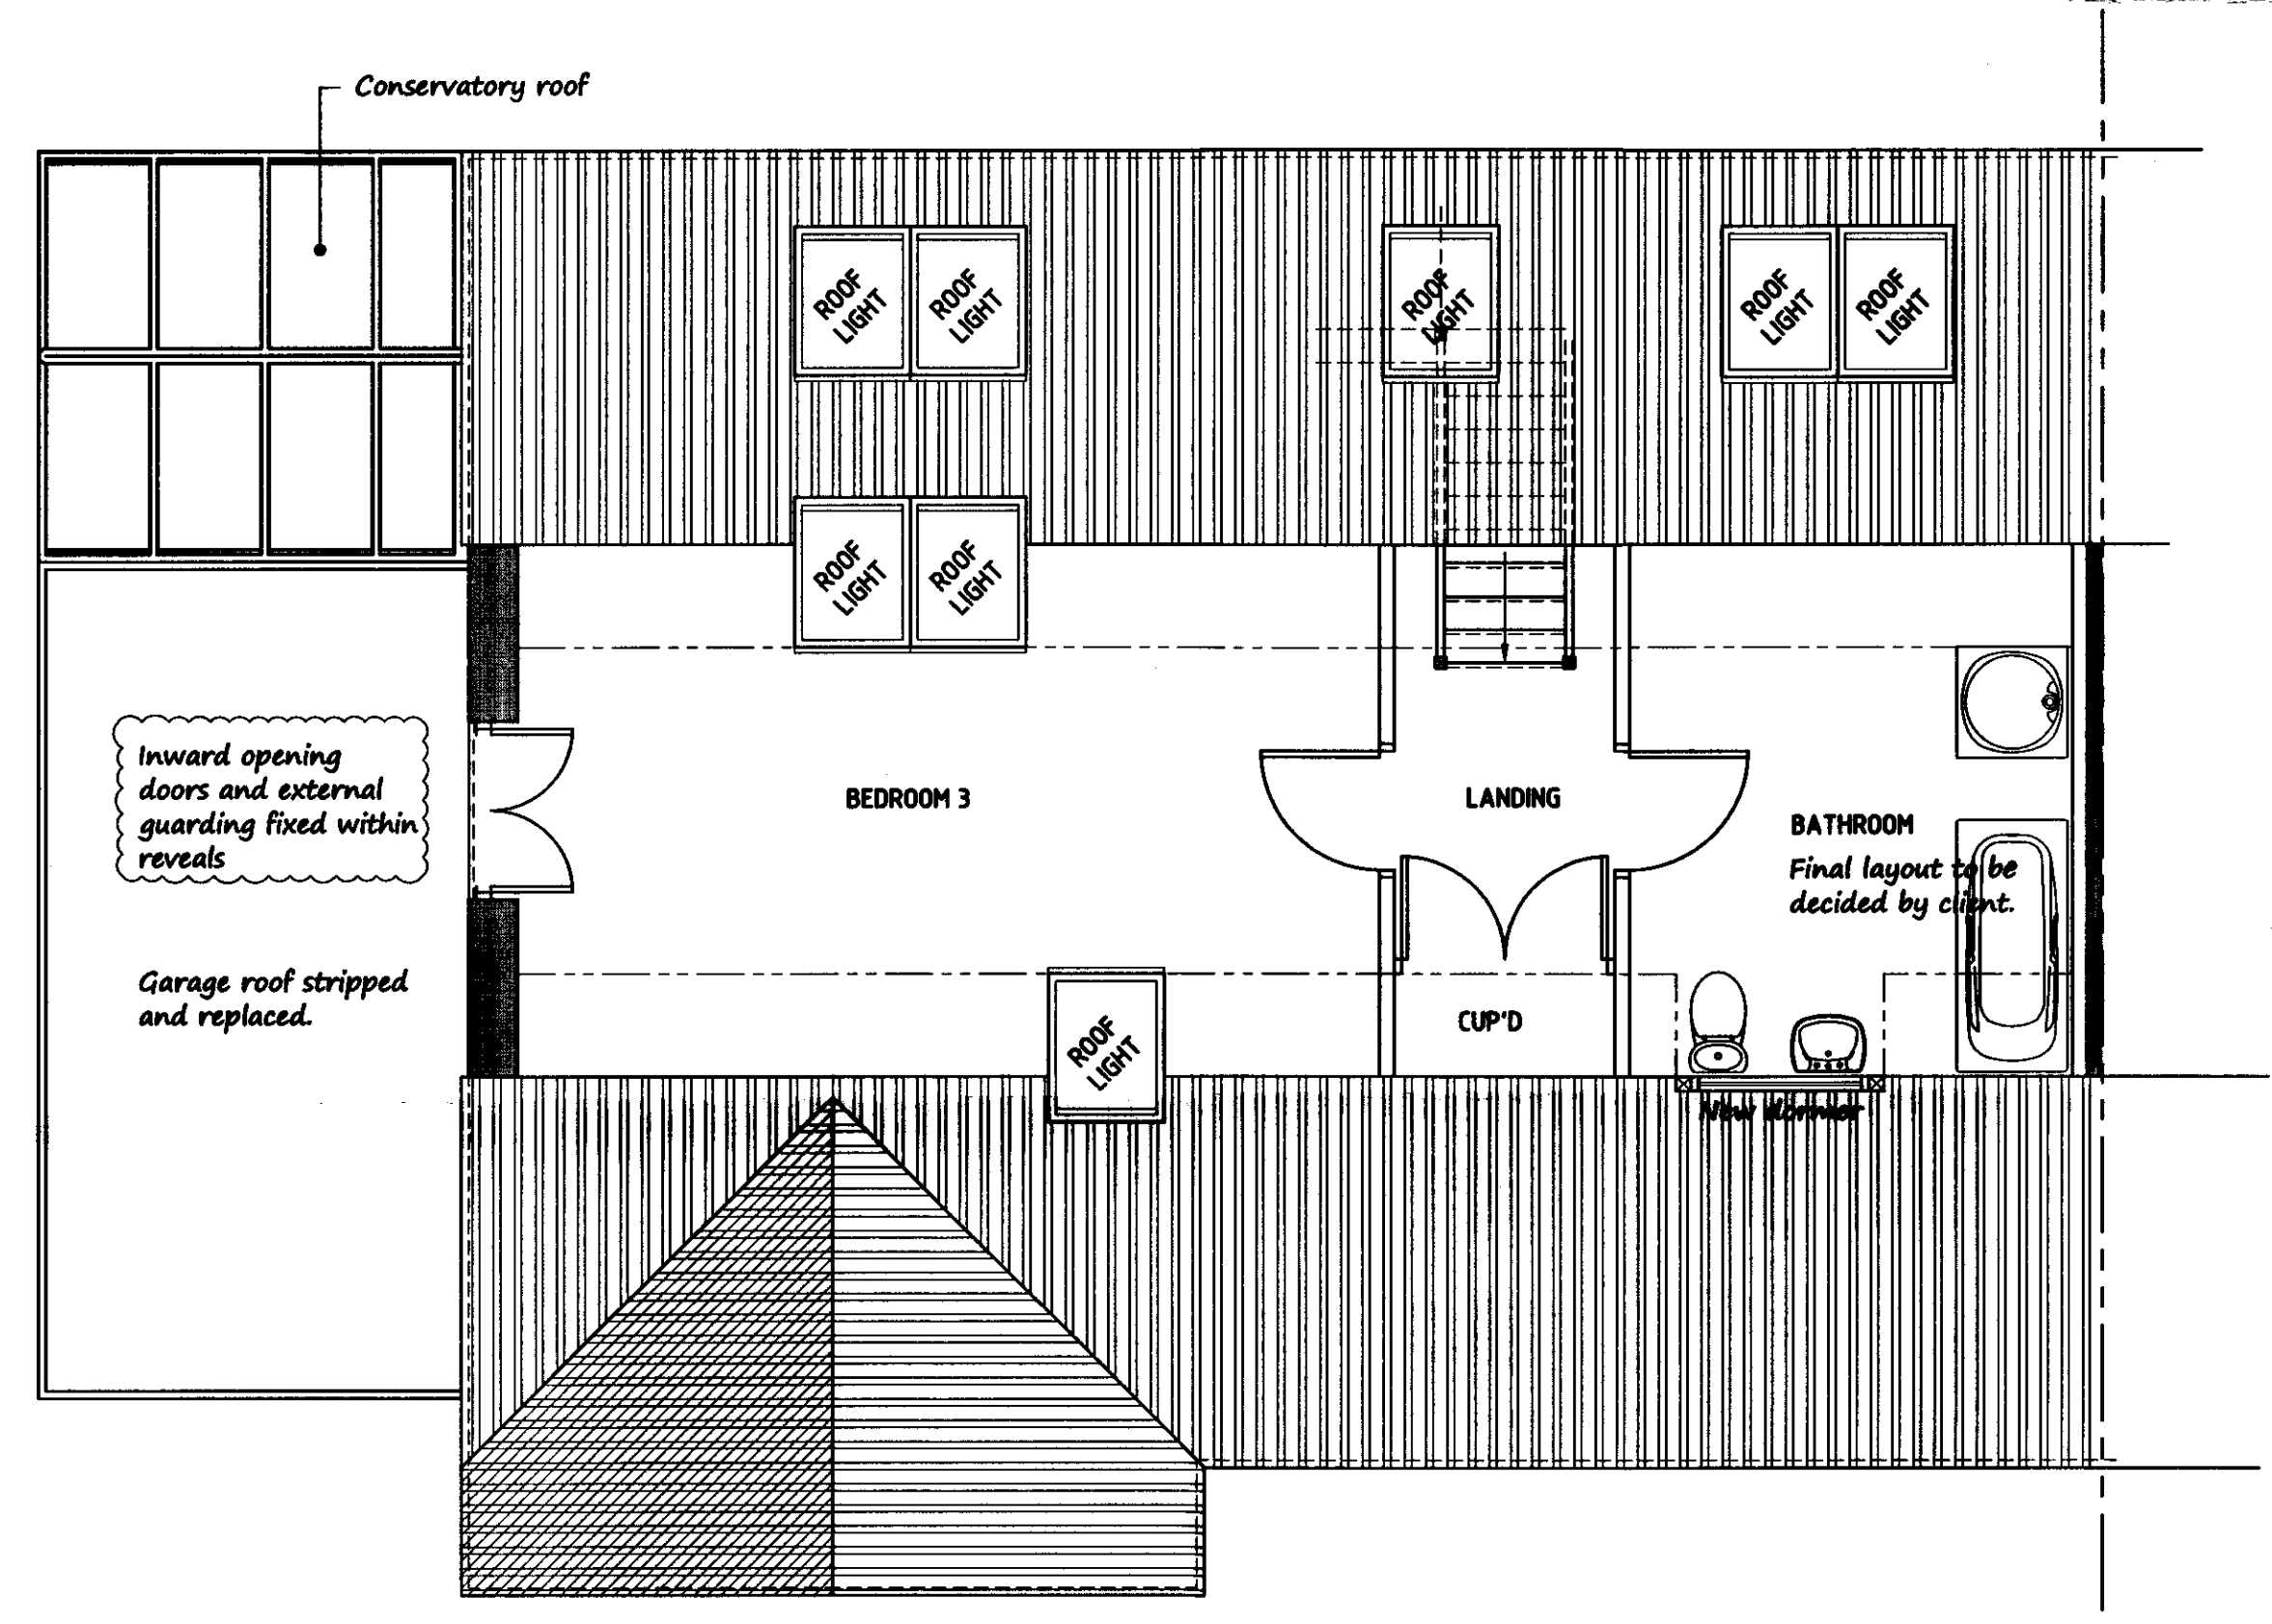 Conservatory roof
ROOF
LIGHT
ROOF
LIGHT
ROOF
LIGHT
ROOF
LIGHT
ROOF
LIGHT
ROOF
LIGHT
ROOF
LIGHT
Inward opening
doors and external
guarding fixed within
reveals
BEDROOM 3
LANDING
BATHROOM
Final layout to be
decided by client.
Garage roof stripped
and replaced.
CUP'D
ROOF
LIGHT
New dormer